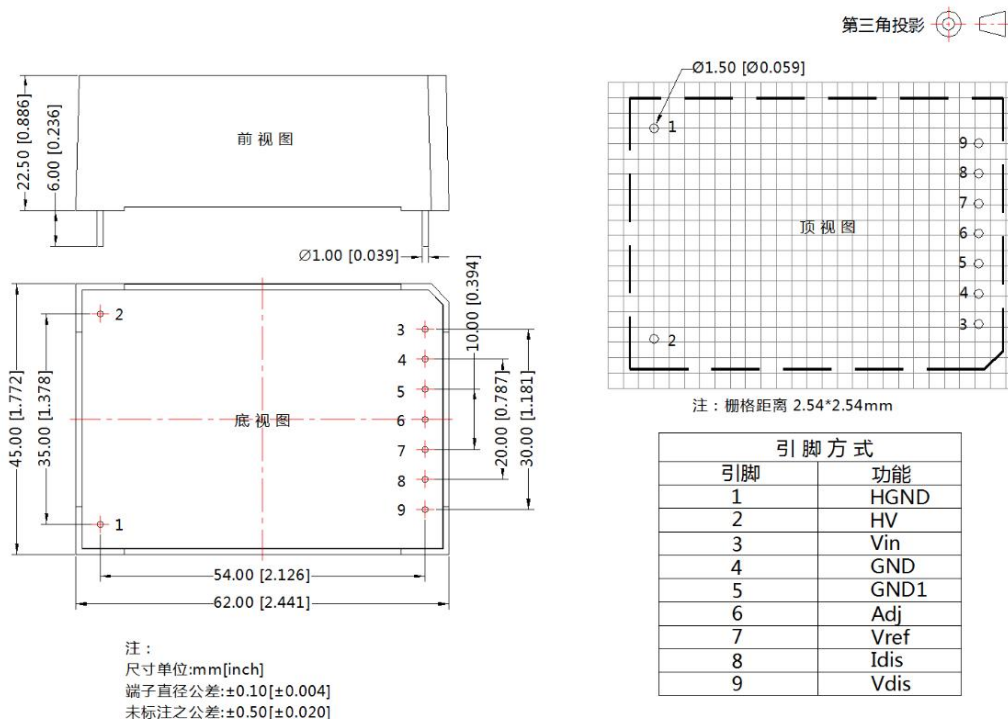 第三角投影
22.50 [0.886]
6.00 [0.236]
前 视 图
Ø1.00 [0.039]
Ø1.50 [Ø0.059]
1
9
8
7
顶 视 图
6
5
4
3
2
注：栅格距离 2.54*2.54mm
45.00 [1.772]
35.00 [1.378]
2
3
4
5
底 视 图
6
7
8
9
1
10.00 [0.394]
20.00 [0.787]
30.00 [1.181]
54.00 [2.126]
62.00 [2.441]
注：
尺寸单位:mm[inch]
端子直径公差:±0.10[±0.004]
未标注之公差:±0.50[±0.020]
引 脚 方 式
引脚 功能
1 HGND
2 HV
3 Vin
4 GND
5 GND1
6 Adj
7 Vref
8 Idis
9 Vdis